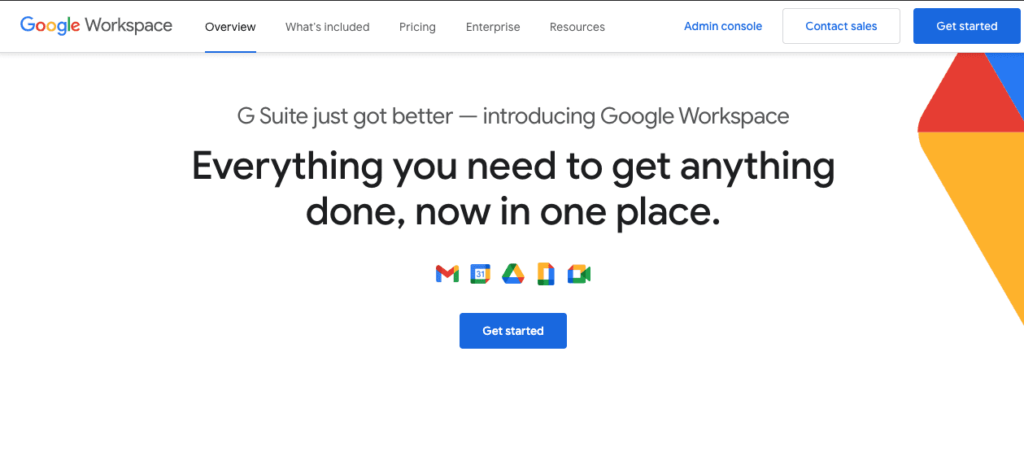 Google Workspace Overview What's included Pricing Enterprise Resources Admin console Contact sales Get started
G Suite just got better — introducing Google Workspace
Everything you need to get anything
done, now in one place.
31
Get started